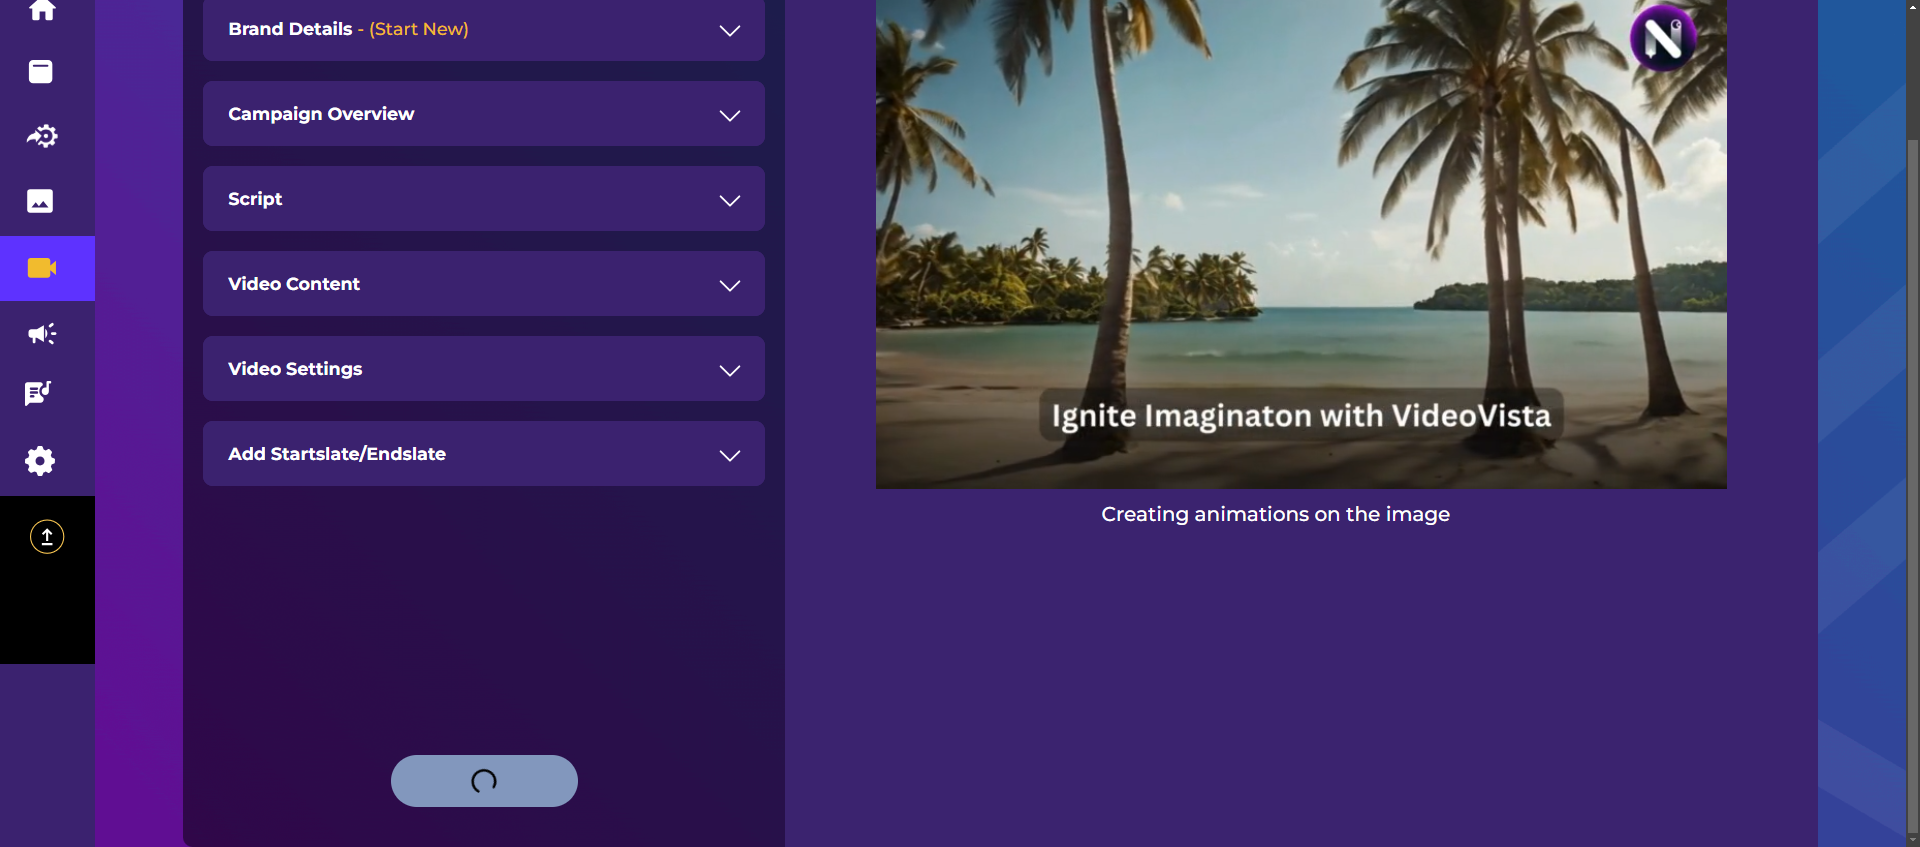 Brand Details - (Start New)
Campaign Overview
Script
Video Content
Video Settings
Add Startslate/Endslate
N
Ignite Imaginaton with VideoVista
Creating animations on the image